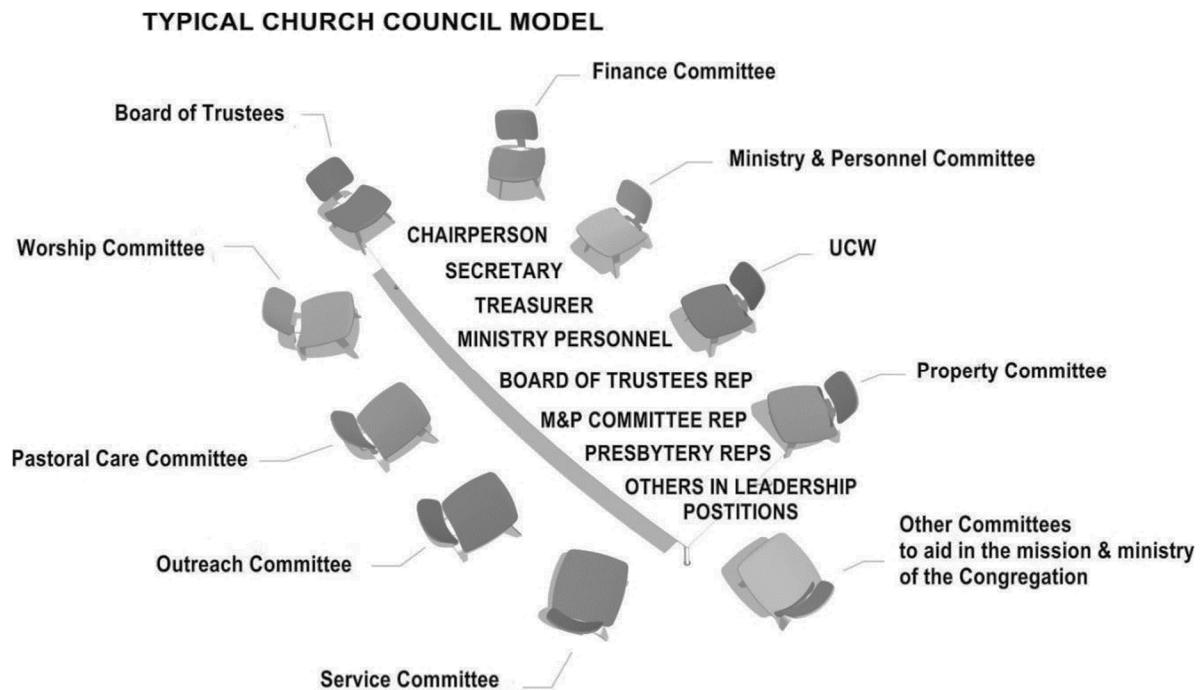 TYPICAL CHURCH COUNCIL MODEL
Finance Committee
Board of Trustees
Ministry & Personnel Committee
Worship Committee
UCW
CHAIRPERSON
SECRETARY
TREASURER
MINISTRY PERSONNEL
BOARD OF TRUSTEES REP
M&P COMMITTEE REP
PRESBYTERY REPS
OTHERS IN LEADERSHIP
POSTITIONS
Property Committee
Pastoral Care Committee
Outreach Committee
Other Committees
to aid in the mission & ministry
of the Congregation
Service Committee